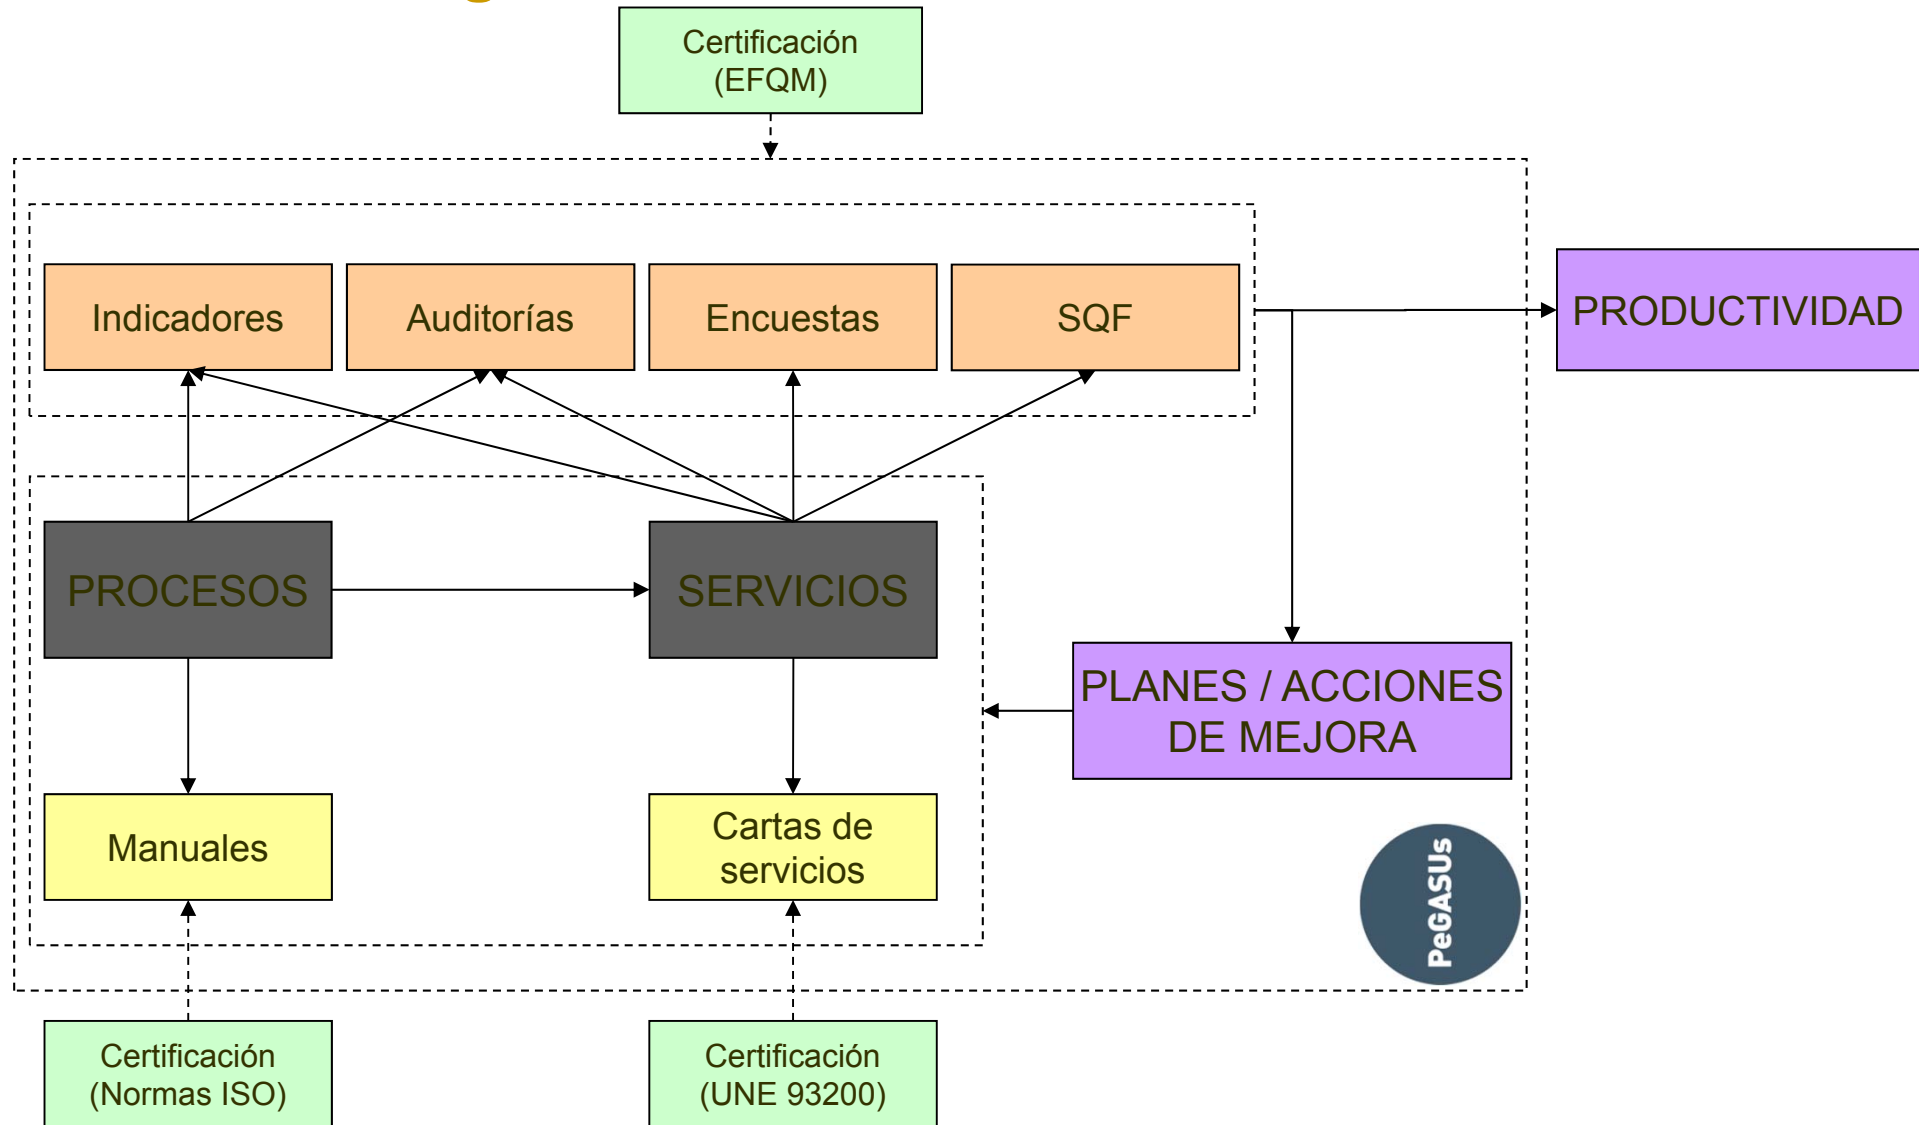 Certificación
(EFQM)
Indicadores
Auditorías
Encuestas
SQF
PRODUCTIVIDAD
PROCESOS
SERVICIOS
PLANES / ACCIONES
DE MEJORA
Manuales
Cartas de
servicios
PeGASUs
Certificación
(Normas ISO)
Certificación
(UNE 93200)